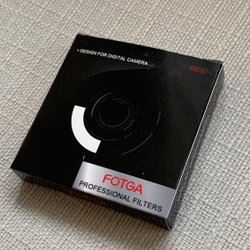 • DESIGN FOR DIGITAL CAMERA
FOTGA
PROFESSIONAL FILTERS